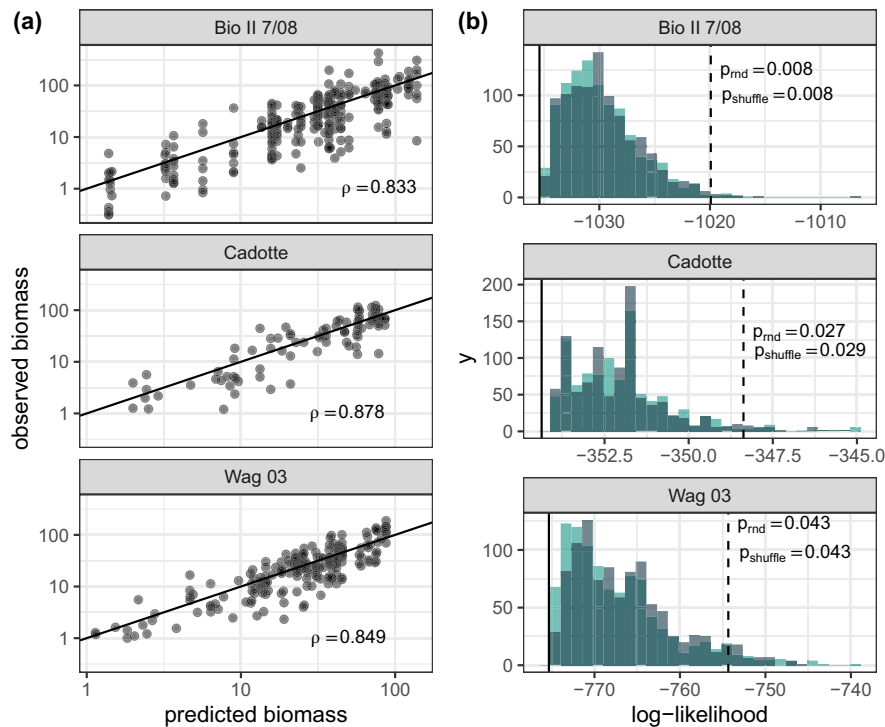 (a)
Bio II 7/08
100
10
1
ρ = 0.833
Cadotte
100
10
1
ρ = 0.878
Wag 03
100
10
1
ρ = 0.849
1 10 100
predicted biomass
observed biomass
(b)
Bio II 7/08
100
50
0
p_rnd = 0.008
p_shuffle = 0.008
−1030 −1020 −1010
Cadotte
200
150
100
50
0
p_rnd = 0.027
p_shuffle = 0.029
−352.5 −350.0 −347.5 −345.0
y
Wag 03
100
50
0
p_rnd = 0.043
p_shuffle = 0.043
−770 −760 −750 −740
log−likelihood